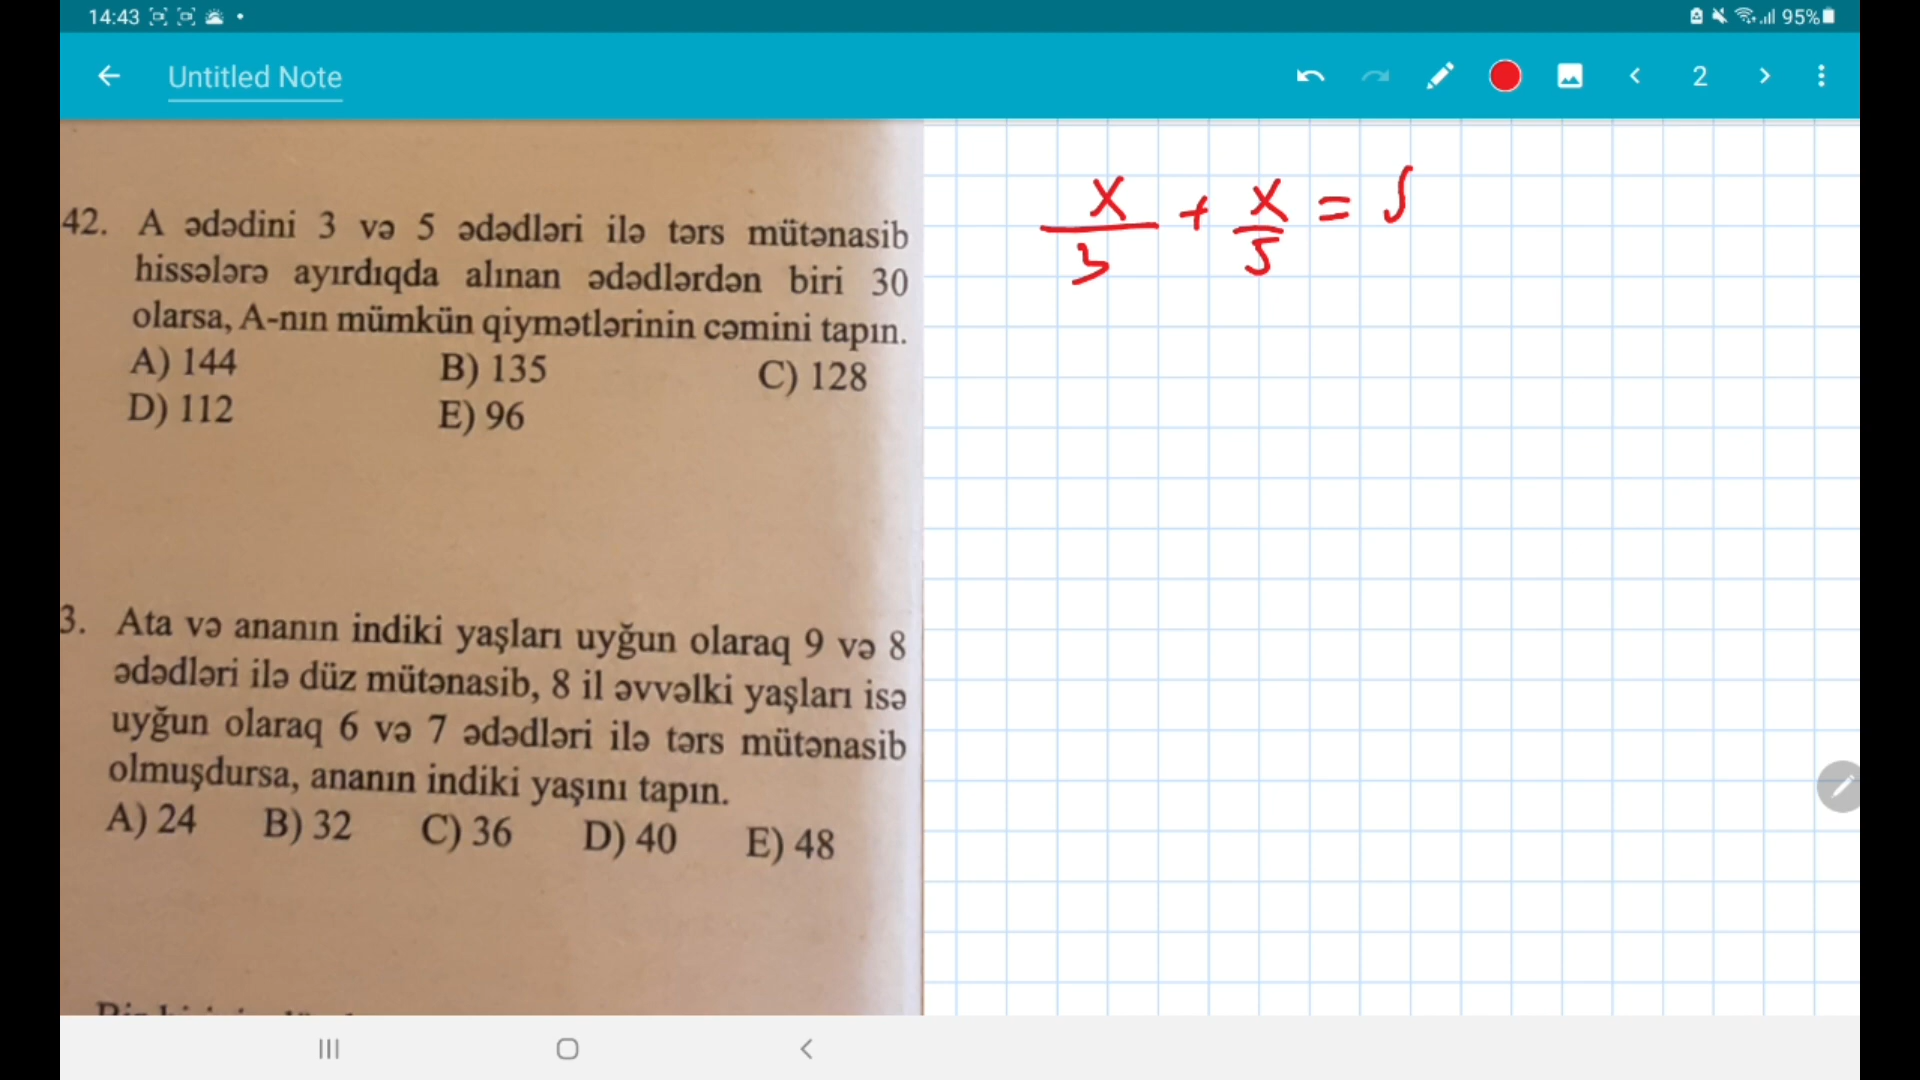 14:43
95%
Untitled Note
2
42. A ədədini 3 və 5 ədədləri ilə tərs mütənasib
hissələrə ayırdıqda alınan ədədlərdən biri 30
olarsa, A-nın mümkün qiymətlərinin cəmini tapın.
A) 144 B) 135 C) 128
D) 112 E) 96
3. Ata və ananın indiki yaşları uyğun olaraq 9 və 8
ədədləri ilə düz mütənasib, 8 il əvvəlki yaşları isə
uyğun olaraq 6 və 7 ədədləri ilə tərs mütənasib
olmuşdursa, ananın indiki yaşını tapın.
A) 24 B) 32 C) 36 D) 40 E) 48
x/3 + x/5 =